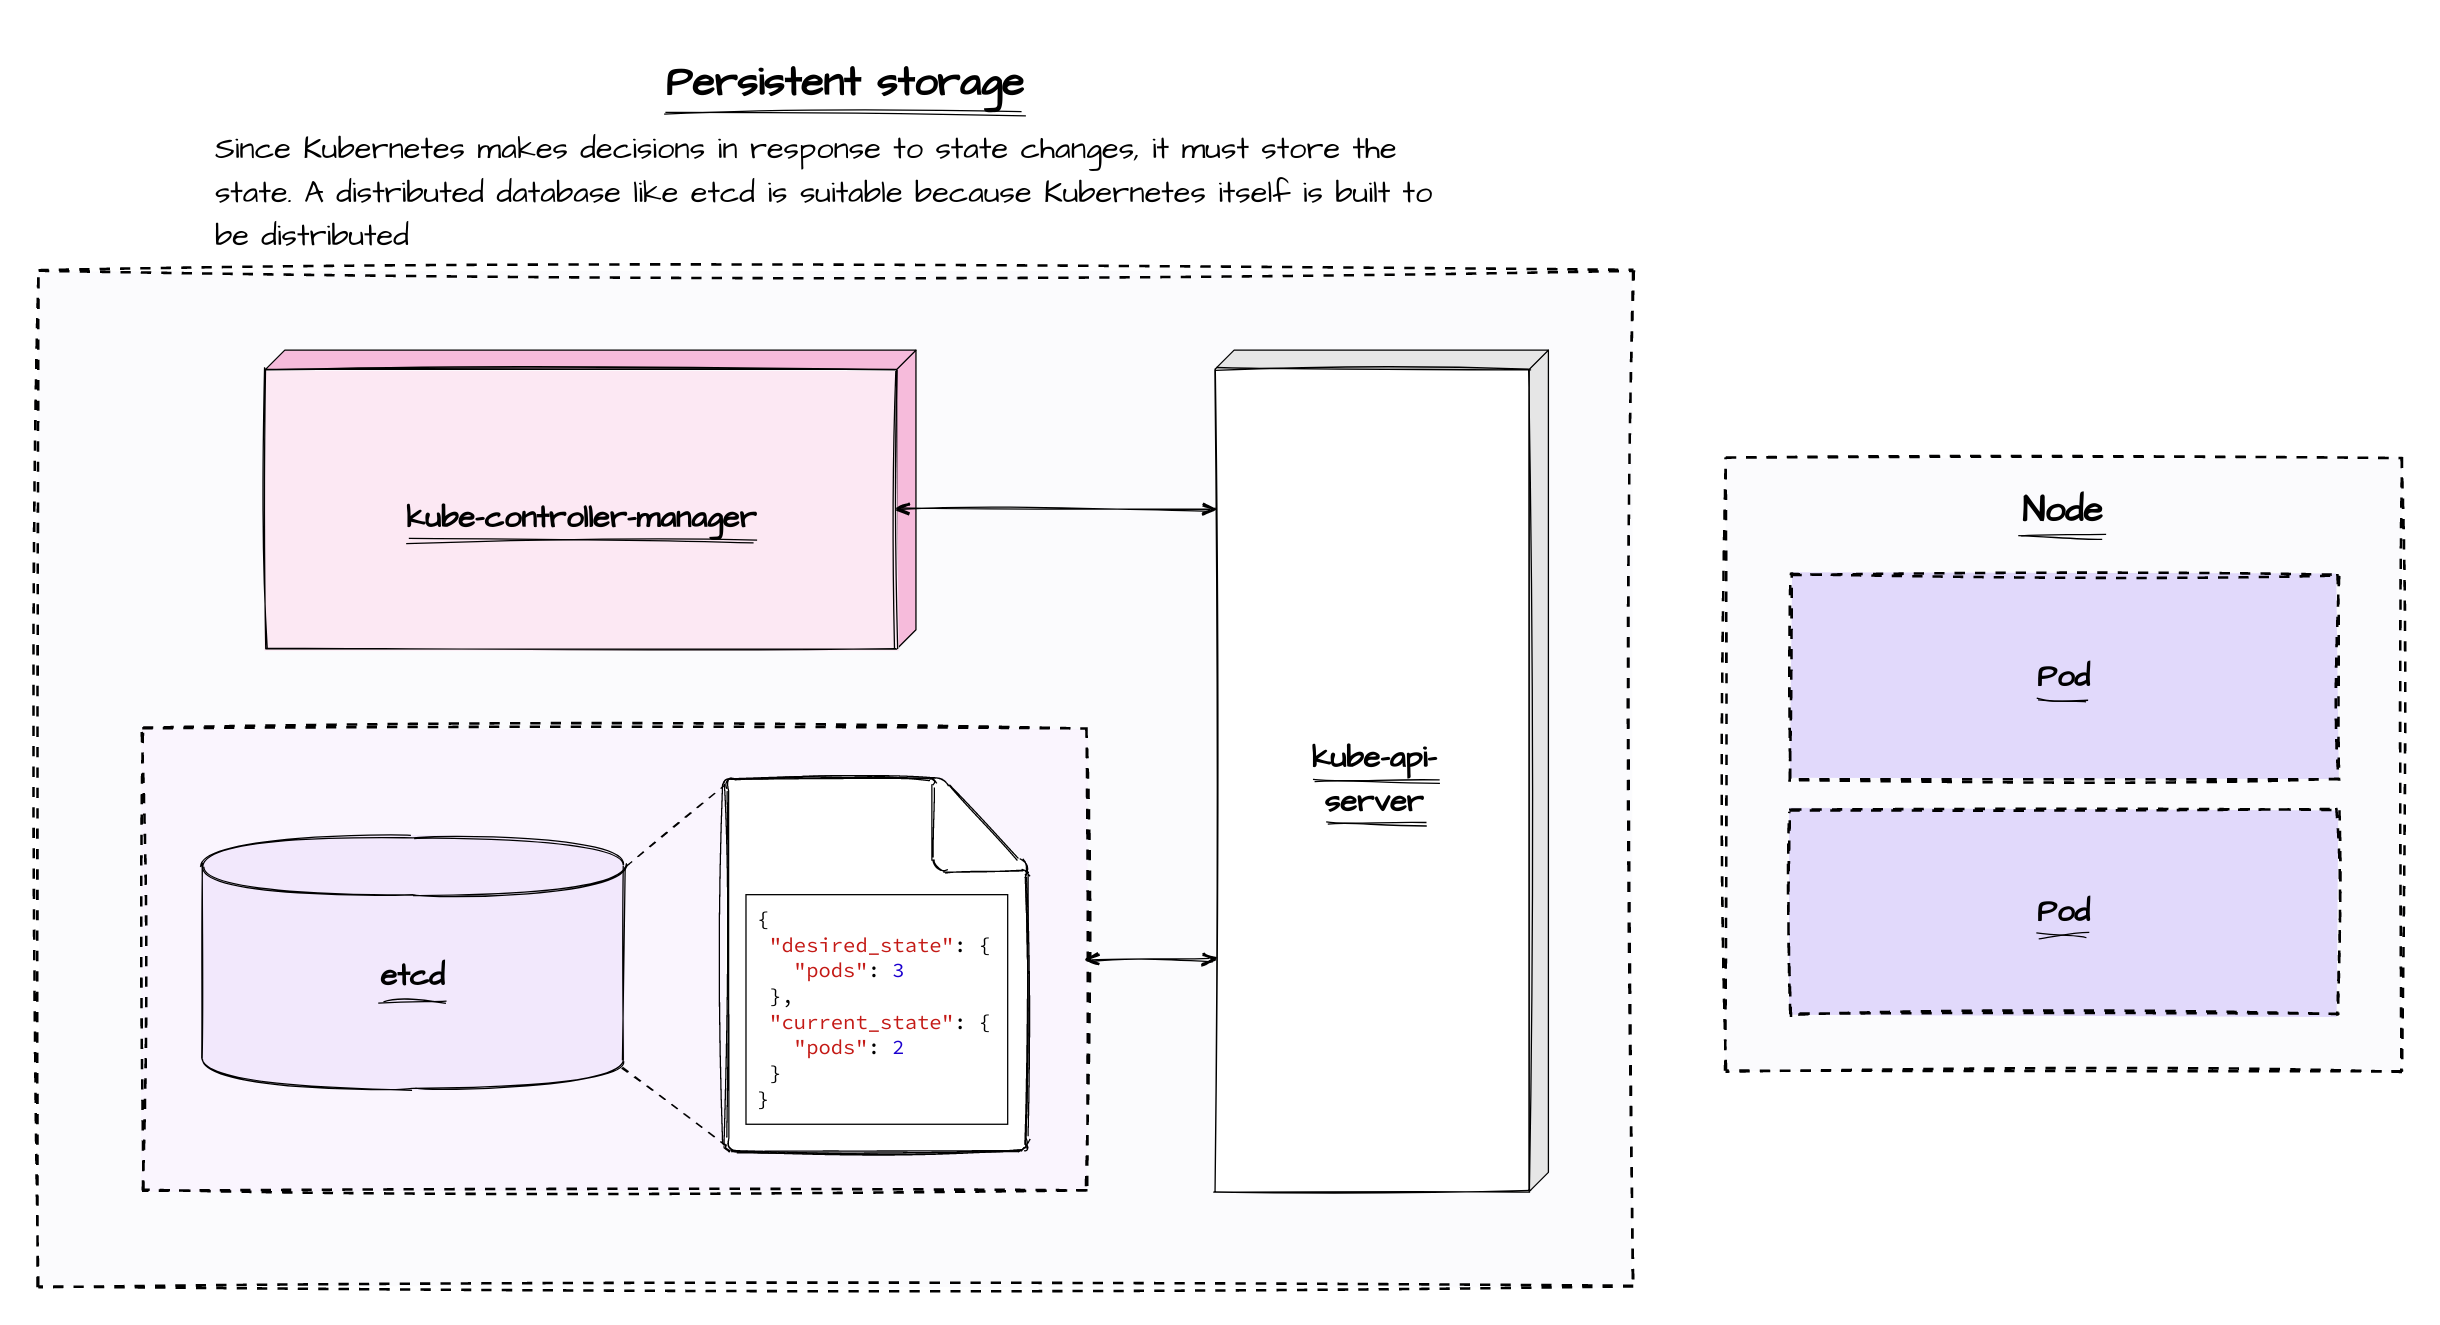 Persistent storage
Since Kubernetes makes decisions in response to state changes, it must store the
state. A distributed database like etcd is suitable because Kubernetes itself is built to
be distributed
kube-controller-manager
Node
Pod
kube-api-
server
Pod
etcd
{
"desired_state": {
"pods": 3
},
"current_state": {
"pods": 2
}
}